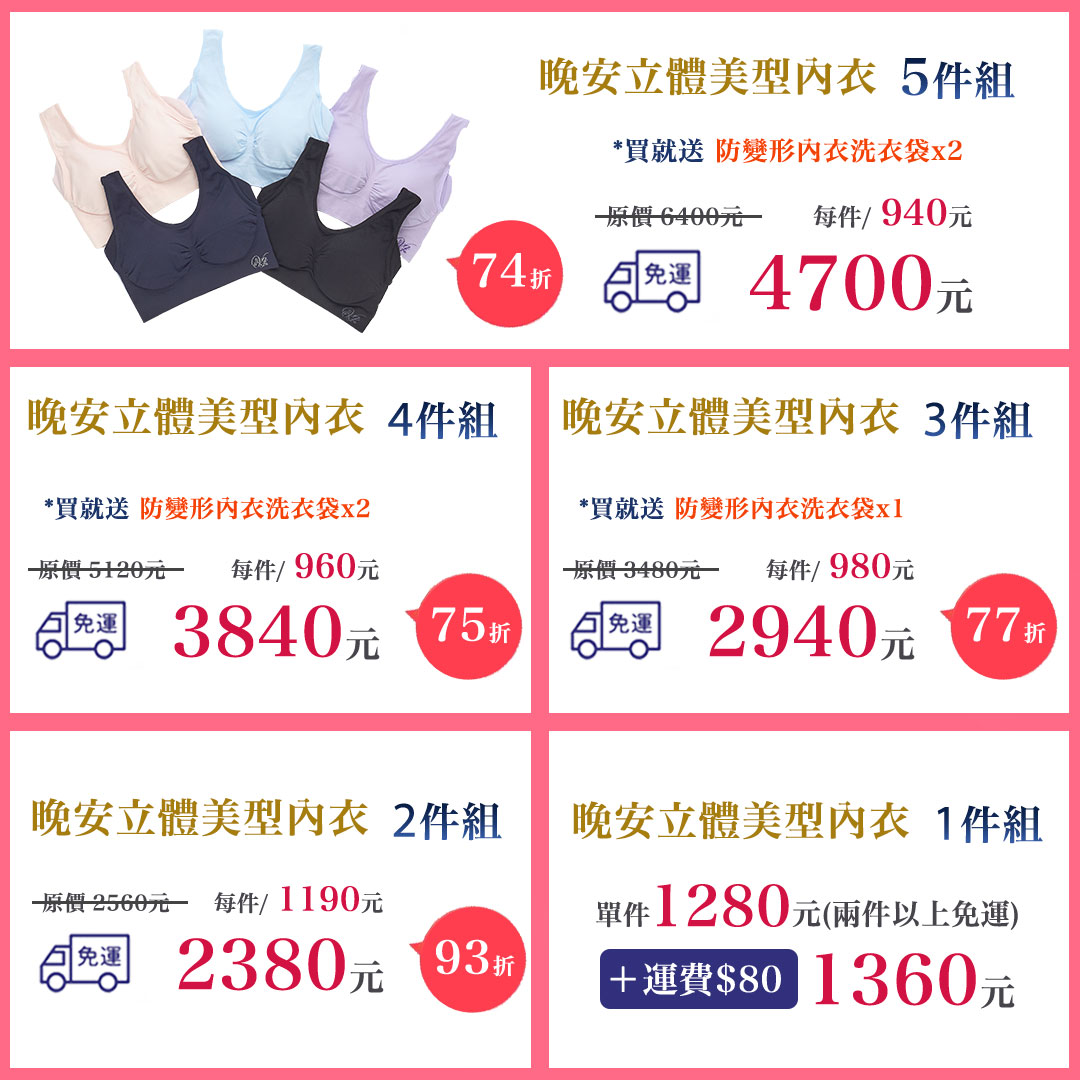 晚安立體美型內衣 5件組
*買就送 防變形內衣洗衣袋x2
原價 6400元 每件/ 940元
74折
免運 4700元
晚安立體美型內衣 4件組
*買就送 防變形內衣洗衣袋x2
原價 5120元 每件/ 960元
免運 3840元 75折
晚安立體美型內衣 3件組
*買就送 防變形內衣洗衣袋x1
原價 3480元 每件/ 980元
免運 2940元 77折
晚安立體美型內衣 2件組
原價 2560元 每件/ 1190元
免運 2380元 93折
晚安立體美型內衣 1件組
單件1280元(兩件以上免運)
＋運費$80 1360元